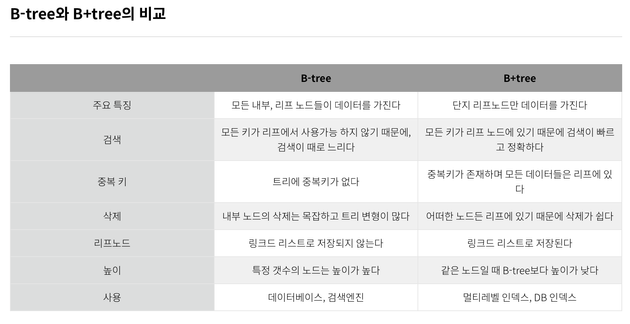 B-tree와 B+tree의 비교
B-tree B+tree
주요 특징 모든 내부, 리프 노드들이 데이터를 가진다 단지 리프노드만 데이터를 가진다
검색 모든 키가 리프에서 사용가능 하지 않기 때문에, 검색이 때로 느리다 모든 키가 리프 노드에 있기 때문에 검색이 빠르고 정확하다
중복 키 트리에 중복키가 없다 중복키가 존재하며 모든 데이터들은 리프에 있다
삭제 내부 노드의 삭제는 목잡하고 트리 변형이 많다 어떠한 노드든 리프에 있기 때문에 삭제가 쉽다
리프노드 링크드 리스트로 저장되지 않는다 링크드 리스트로 저장된다
높이 특정 갯수의 노드는 높이가 높다 같은 노드일 때 B-tree보다 높이가 낮다
사용 데이터베이스, 검색엔진 멀티레벨 인덱스, DB 인덱스